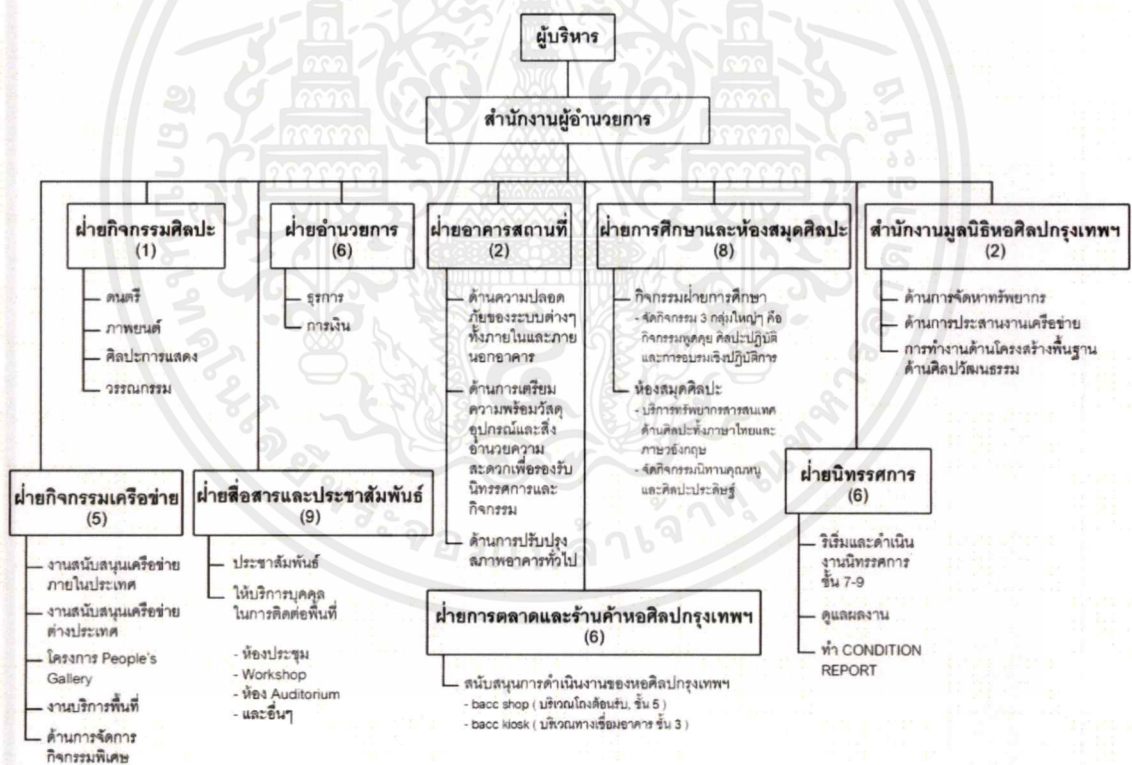 ผู้บริหาร
สำนักงานผู้อำนวยการ
ฝ่ายกิจกรรมศิลปะ
(1)
- ดนตรี
- ภาพยนต์
- ศิลปะการแสดง
- วรรณกรรม
ฝ่ายอำนวยการ
(6)
- ธุรการ
- การเงิน
ฝ่ายอาคารสถานที่
(2)
- ด้านความปลอด
ภัยของระบบต่างๆ
ทั้งภายในและภาย
นอกอาคาร
- ด้านการเตรียม
ความพร้อมวัสดุ
อุปกรณ์และสิ่ง
อำนวยความ
สะดวกเพื่อรองรับ
นิทรรศการและ
กิจกรรม
- ด้านการปรับปรุง
สภาพอาคารทั่วไป
ฝ่ายการศึกษาและห้องสมุดศิลปะ
(8)
- กิจกรรมฝ่ายการศึกษา
- จัดกิจกรรม 3 กลุ่มใหญ่ๆ คือ
กิจกรรมพูดคุย ศิลปะปฏิบัติ
และการอบรมเชิงปฏิบัติการ
- ห้องสมุดศิลปะ
- บริการทรัพยากรสารสนเทศ
ด้านศิลปะทั้งภาษาไทยและ
ภาษาอังกฤษ
- จัดกิจกรรมนิทานคุณหนู
และศิลปะประดิษฐ์
สำนักงานมูลนิธิหอศิลปกรุงเทพฯ
(2)
- ด้านการจัดหาทรัพยากร
- ด้านการประสานงานเครือข่าย
- การทำงานด้านโครงสร้างพื้นฐาน
ด้านศิลปวัฒนธรรม
ฝ่ายกิจกรรมเครือข่าย
(5)
- งานสนับสนุนเครือข่าย
ภายในประเทศ
- งานสนับสนุนเครือข่าย
ต่างประเทศ
- โครงการ People's
Gallery
- งานบริการพื้นที่
- ด้านการจัดการ
กิจกรรมพิเศษ
ฝ่ายสื่อสารและประชาสัมพันธ์
(9)
- ประชาสัมพันธ์
- ให้บริการบุคคล
ในการติดต่อพื้นที่
- ห้องประชุม
- Workshop
- ห้อง Auditorium
- และอื่นๆ
ฝ่ายการตลาดและร้านค้าหอศิลปกรุงเทพฯ
(6)
- สนับสนุนการดำเนินงานของหอศิลปกรุงเทพฯ
- bacc shop ( บริเวณโถงต้อนรับ, ชั้น 5 )
- bacc kiosk ( บริเวณทางเชื่อมอาคาร ชั้น 3 )
ฝ่ายนิทรรศการ
(6)
- ริเริ่มและดำเนิน
งานนิทรรศการ
ชั้น 7-9
- ดูแลผลงาน
- ทำ CONDITION
REPORT